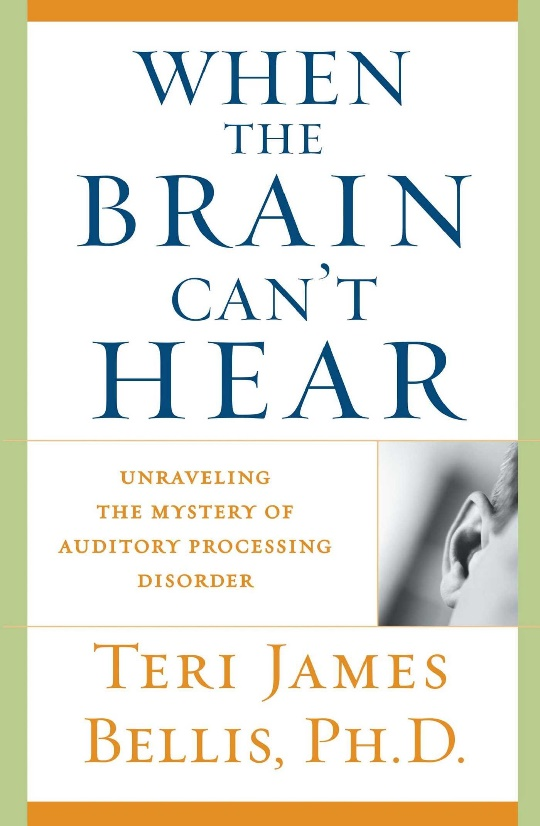 WHEN
THE
BRAIN
CAN'T
HEAR
UNRAVELING
THE MYSTERY OF
AUDITORY PROCESSING
DISORDER
TERI JAMES
BELLIS, PH.D.